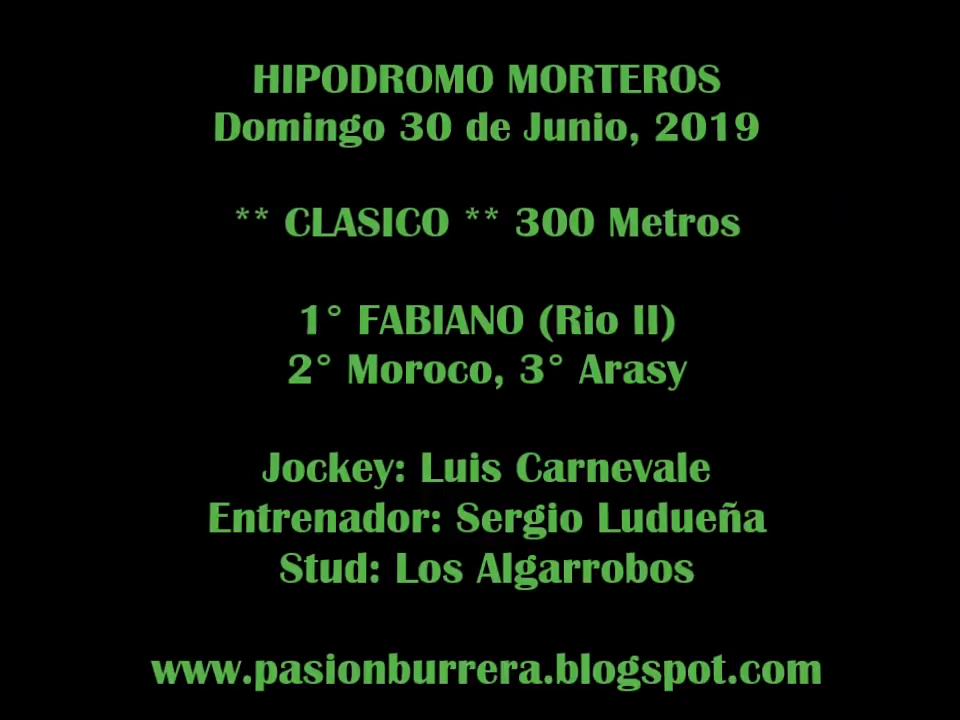 HIPODROMO MORTEROS
Domingo 30 de Junio, 2019
** CLASICO ** 300 Metros
1° FABIANO (Rio II)
2° Moroco, 3° Arasy
Jockey: Luis Carnevale
Entrenador: Sergio Ludueña
Stud: Los Algarrobos
www.pasionburrera.blogspot.com